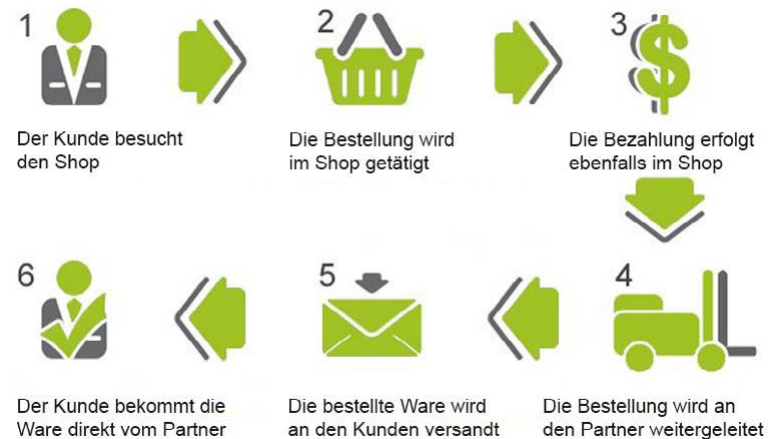 1
Der Kunde besucht
den Shop
2
Die Bestellung wird
im Shop getätigt
3
$
Die Bezahlung erfolgt
ebenfalls im Shop
4
Die Bestellung wird an
den Partner weitergeleitet
5
Die bestellte Ware wird
an den Kunden versandt
6
Der Kunde bekommt die
Ware direkt vom Partner